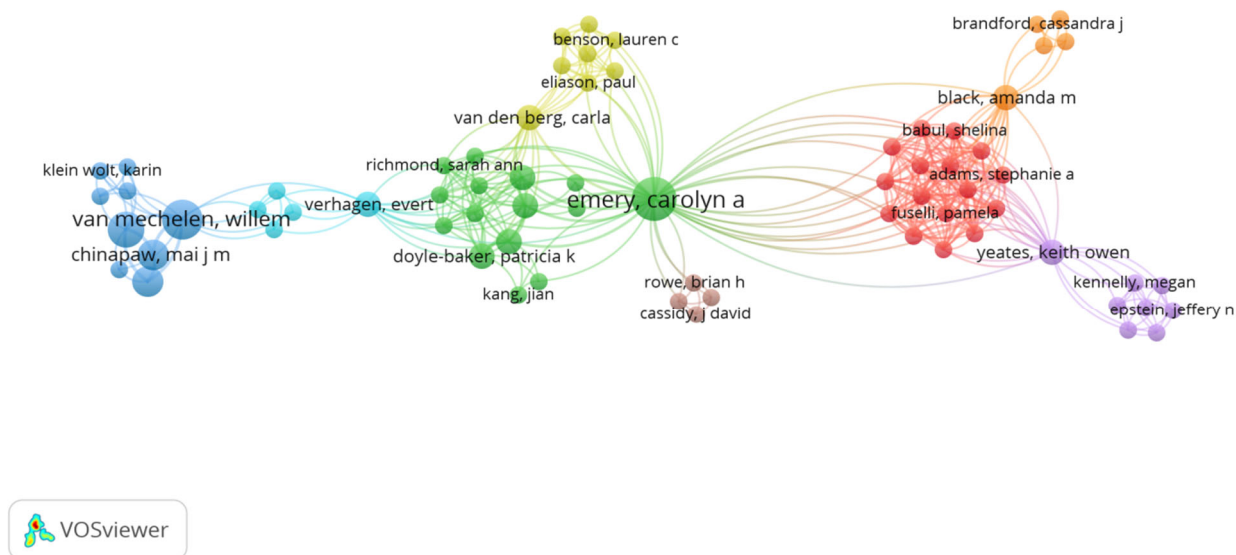 brandford, cassandra j
benson, lauren c
eliason, paul
black, amanda m
van den berg, carla
babul, shelina
richmond, sarah ann
klein wolt, karin
adams, stephanie a
emery, carolyn a
verhagen, evert
fuselli, pamela
van mechelen, willem
chinapaw, mai j m
doyle-baker, patricia k
yeates, keith owen
rowe, brian h
kennelly, megan
kang, jian
epstein, jeffery n
cassidy, j david
VOSviewer